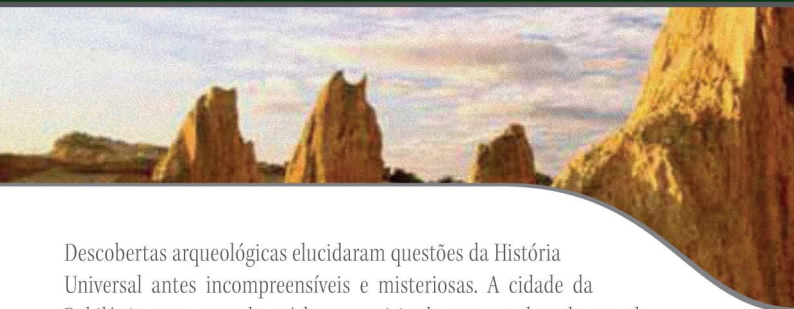 Descobertas arqueológicas elucidaram questões da História
Universal antes incompreensíveis e misteriosas. A cidade da